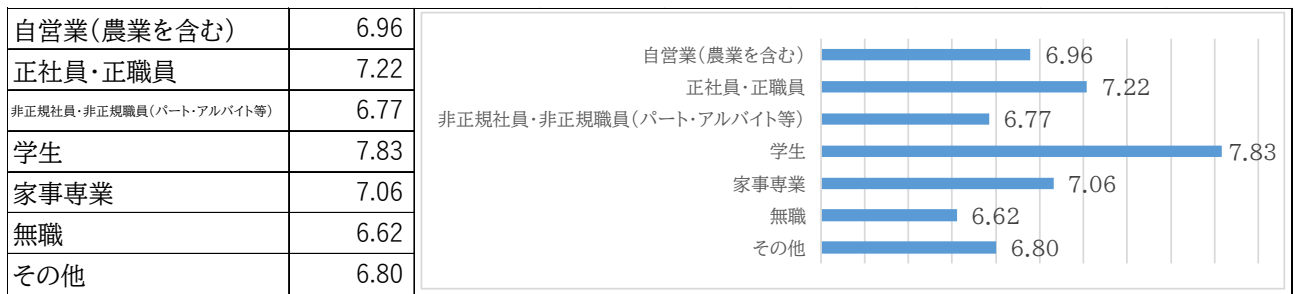 自営業(農業を含む) 6.96
正社員・正職員 7.22
非正規社員・非正規職員(パート・アルバイト等) 6.77
学生 7.83
家事専業 7.06
無職 6.62
その他 6.80
自営業(農業を含む) 6.96
正社員・正職員 7.22
非正規社員・非正規職員(パート・アルバイト等) 6.77
学生 7.83
家事専業 7.06
無職 6.62
その他 6.80